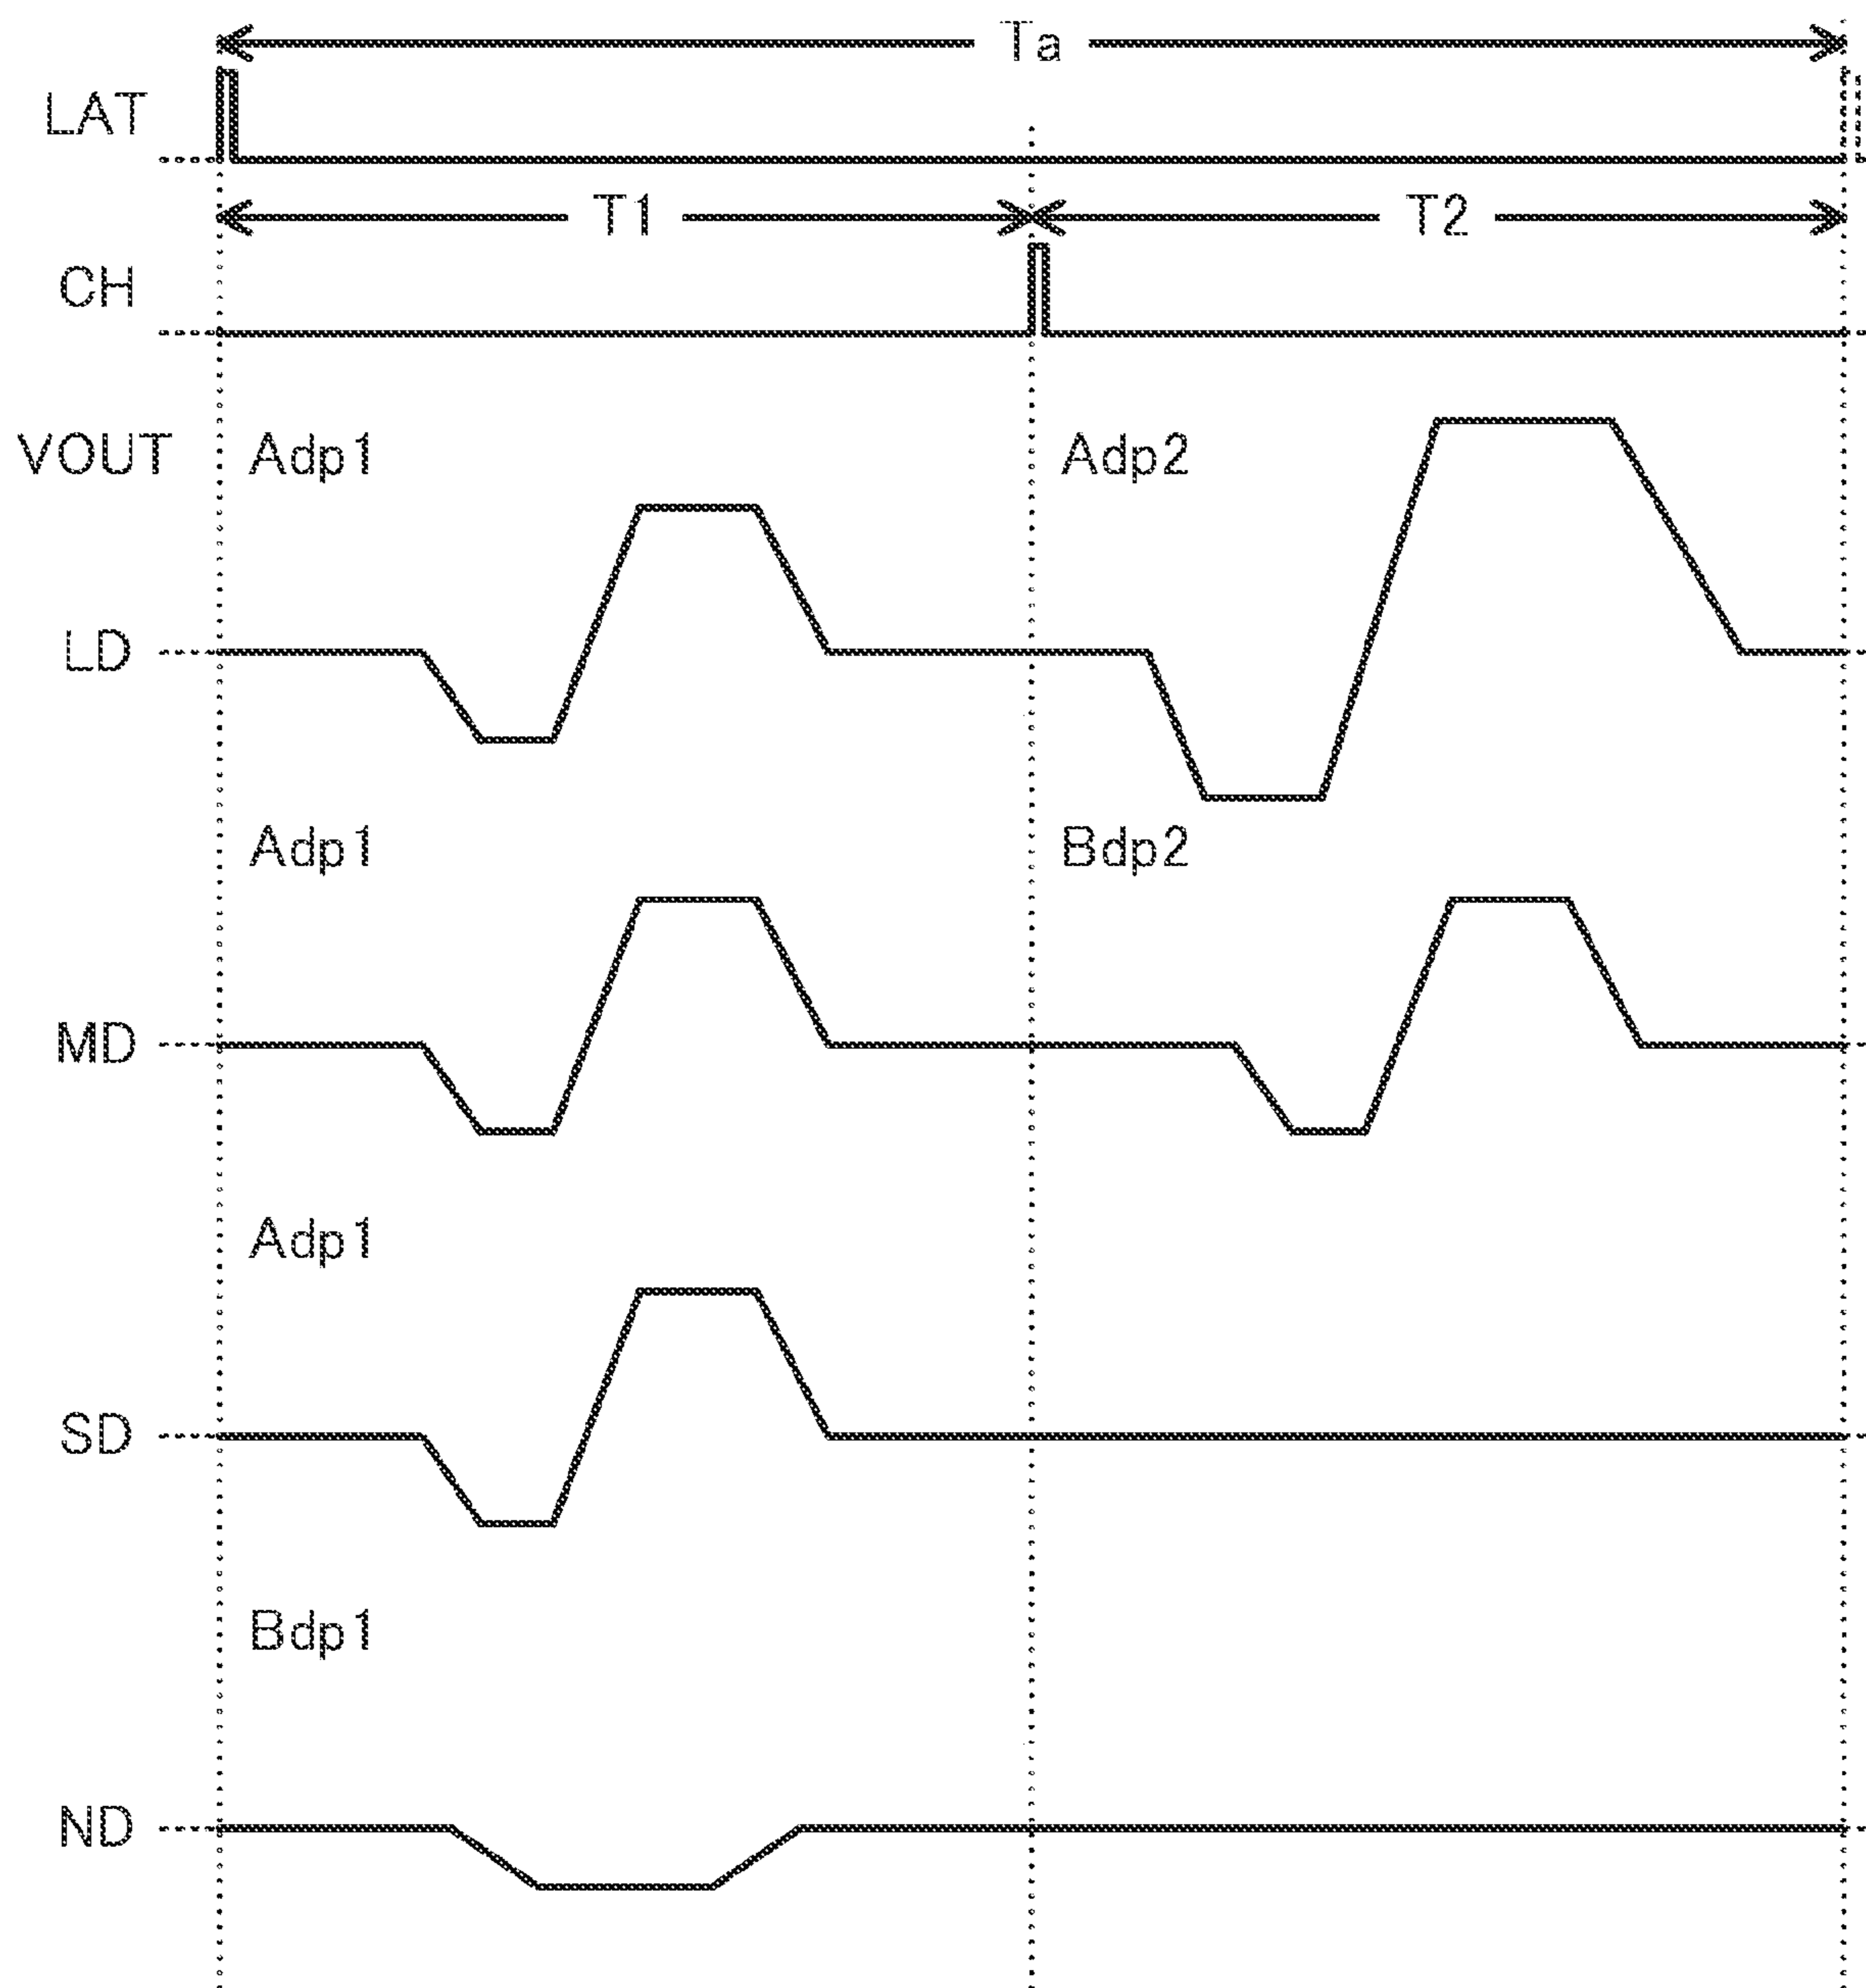 Ta
LAT
T1 T2
CH
VOUT Adp1 Adp2
LD
Adp1 Bdp2
MD
Adp1
SD
Bdp1
ND